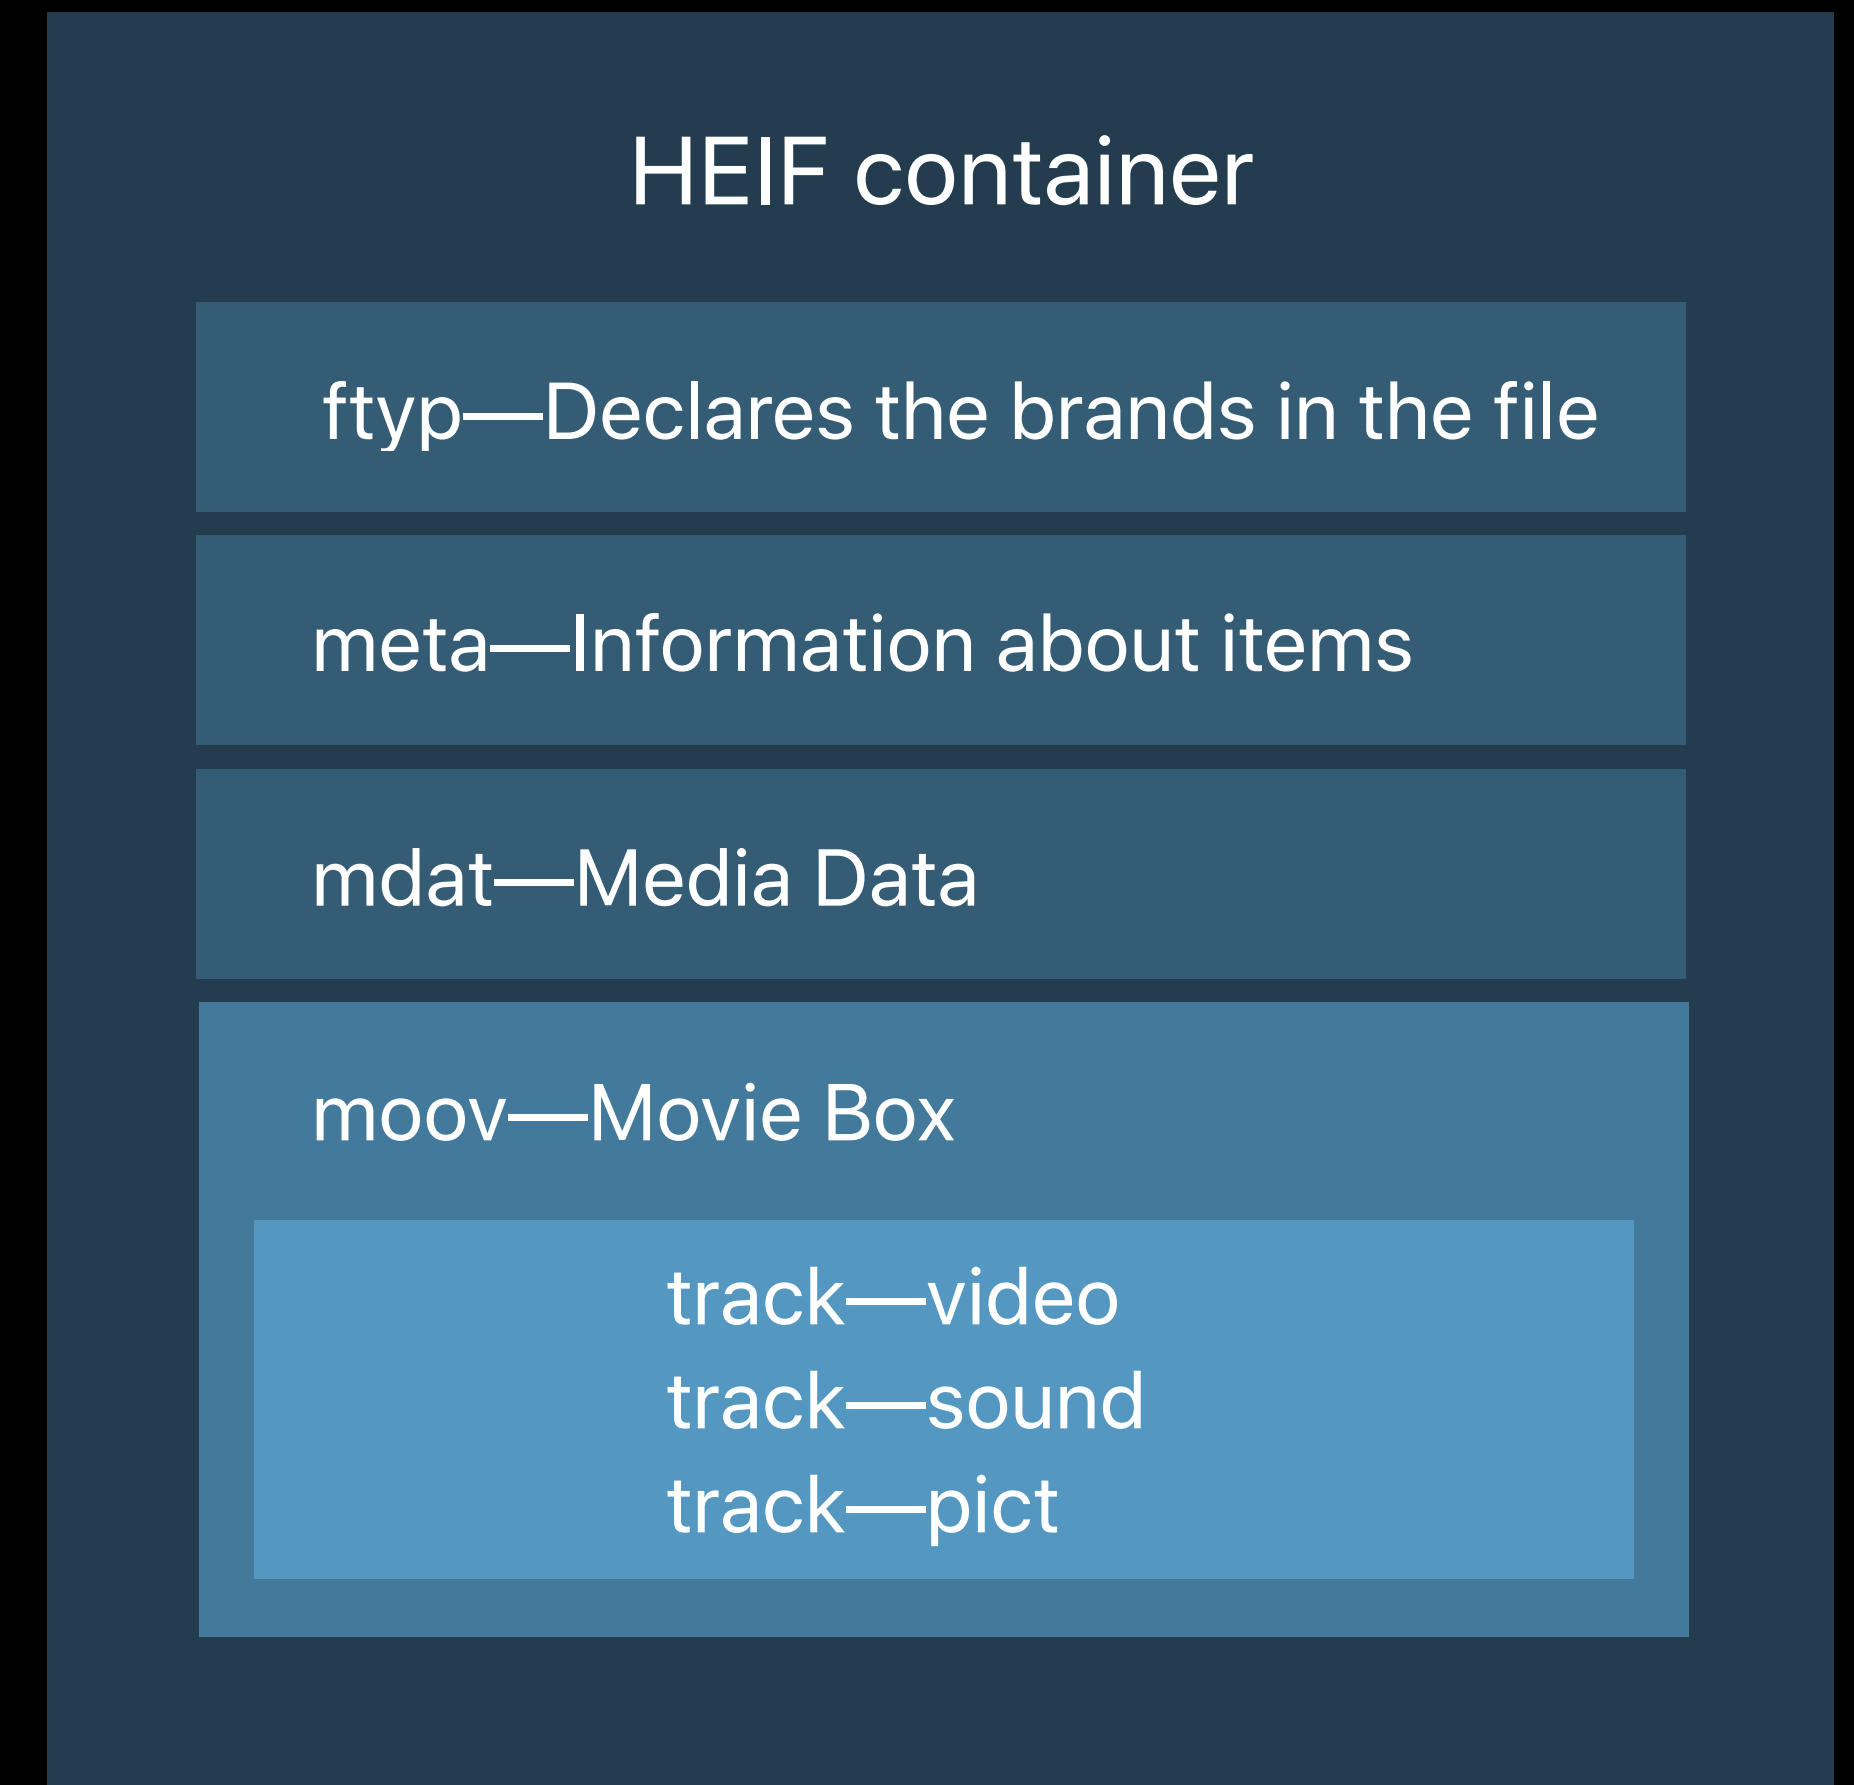 HEIF container
ftyp—Declares the brands in the file
meta—Information about items
mdat—Media Data
moov—Movie Box
track—video
track—sound
track—pict